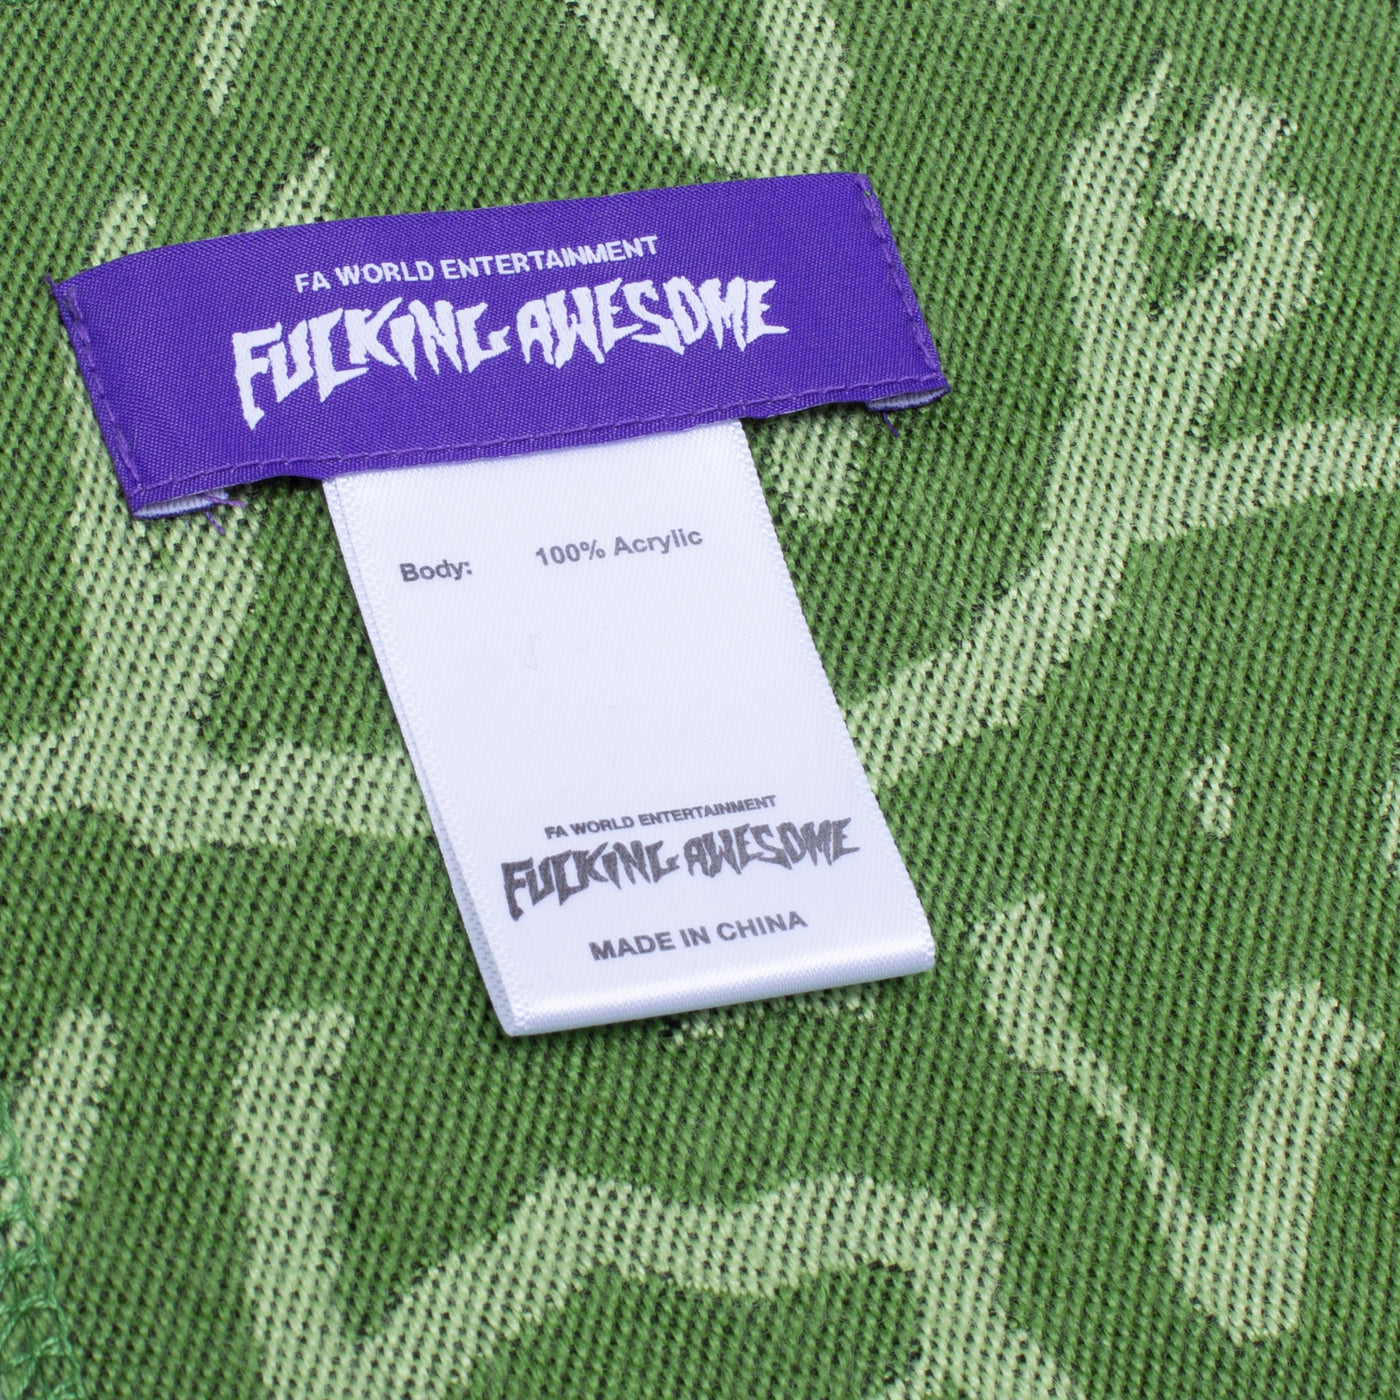 FA WORLD ENTERTAINMENT
FUCKING AWESOME
Body: 100% Acrylic
FA WORLD ENTERTAINMENT
FUCKING AWESOME
MADE IN CHINA